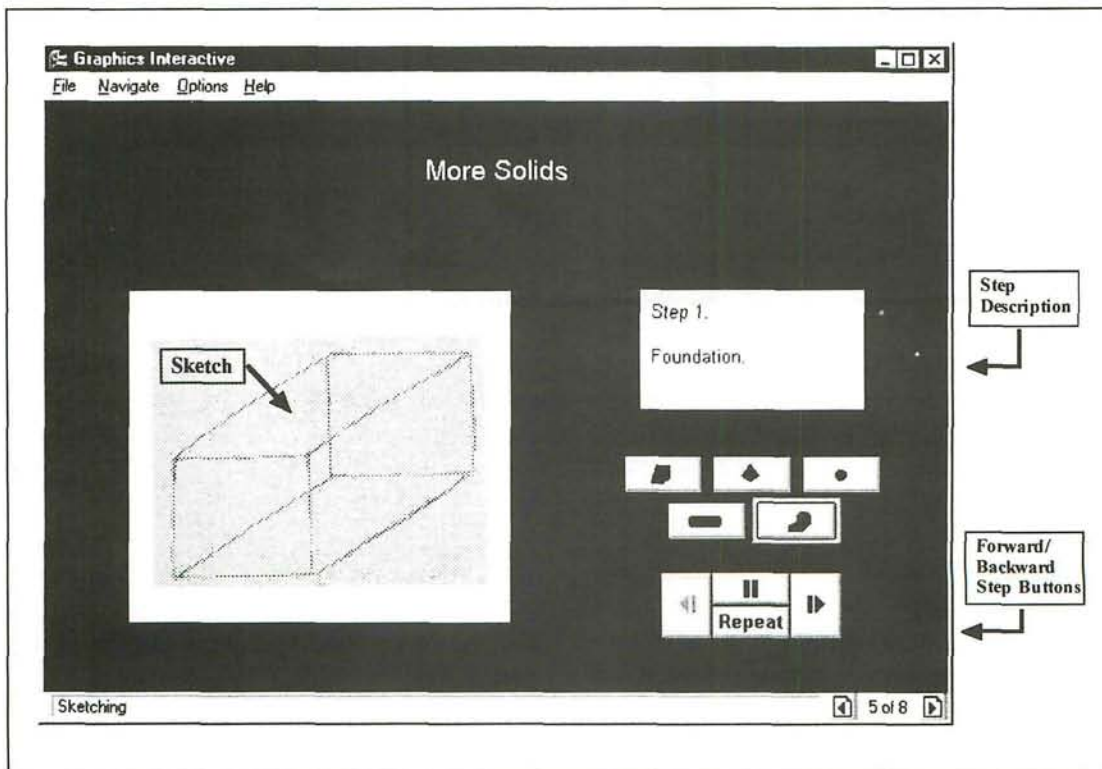 Graphics Interactive
File Navigate Options Help
More Solids
Sketch
Step 1.
Foundation.
Step
Description
Repeat
Forward/
Backward
Step Buttons
Sketching
5 of 8